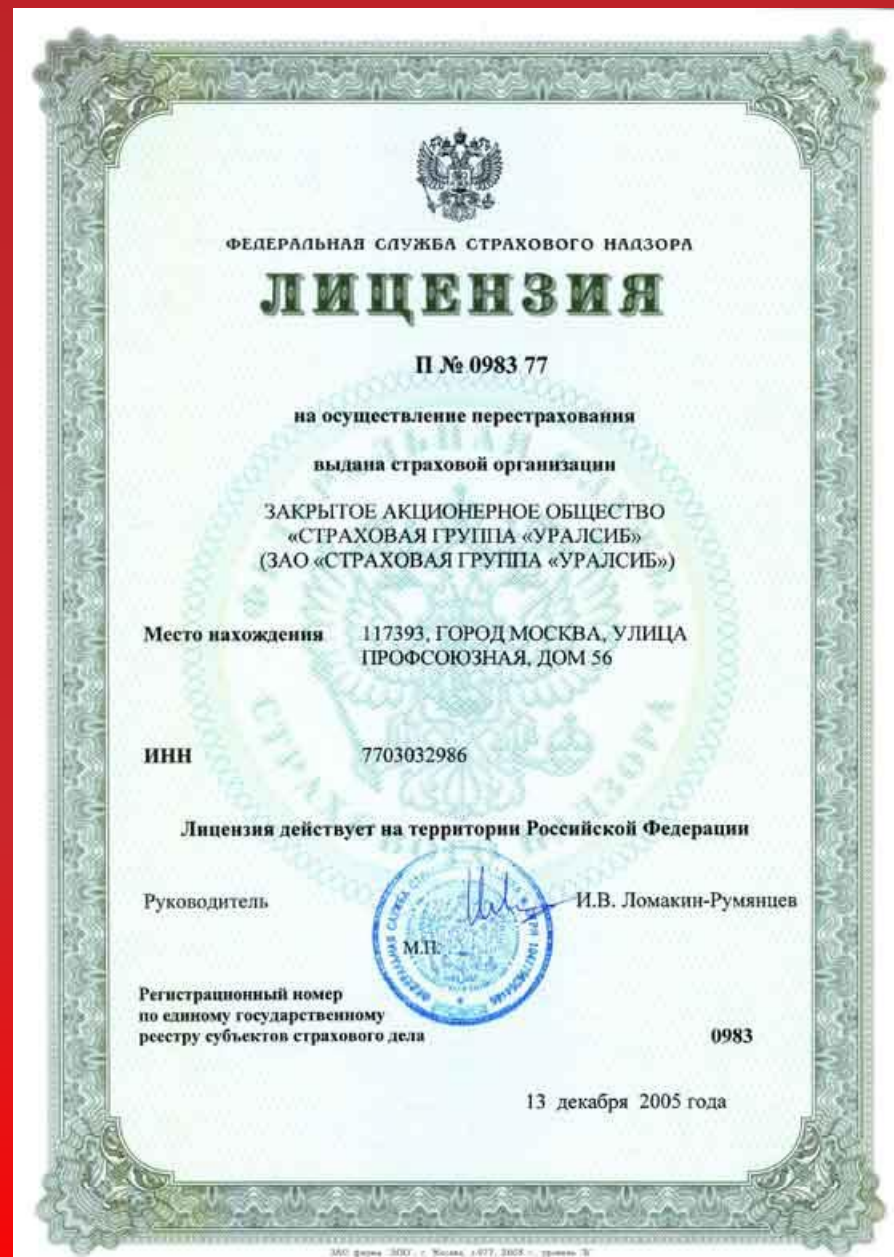 ФЕДЕРАЛЬНАЯ СЛУЖБА СТРАХОВОГО НАДЗОРА
ЛИЦЕНЗИЯ
П № 0983 77
на осуществление перестрахования
выдана страховой организации
ЗАКРЫТОЕ АКЦИОНЕРНОЕ ОБЩЕСТВО
«СТРАХОВАЯ ГРУППА «УРАЛСИБ»
(ЗАО «СТРАХОВАЯ ГРУППА «УРАЛСИБ»)
Место нахождения 117393, ГОРОД МОСКВА, УЛИЦА
ПРОФСОЮЗНАЯ, ДОМ 56
ИНН 7703032986
Лицензия действует на территории Российской Федерации
Руководитель И.В. Ломакин-Румянцев
М.П.
Регистрационный номер
по единому государственному
реестру субъектов страхового дела 0983
13 декабря 2005 года